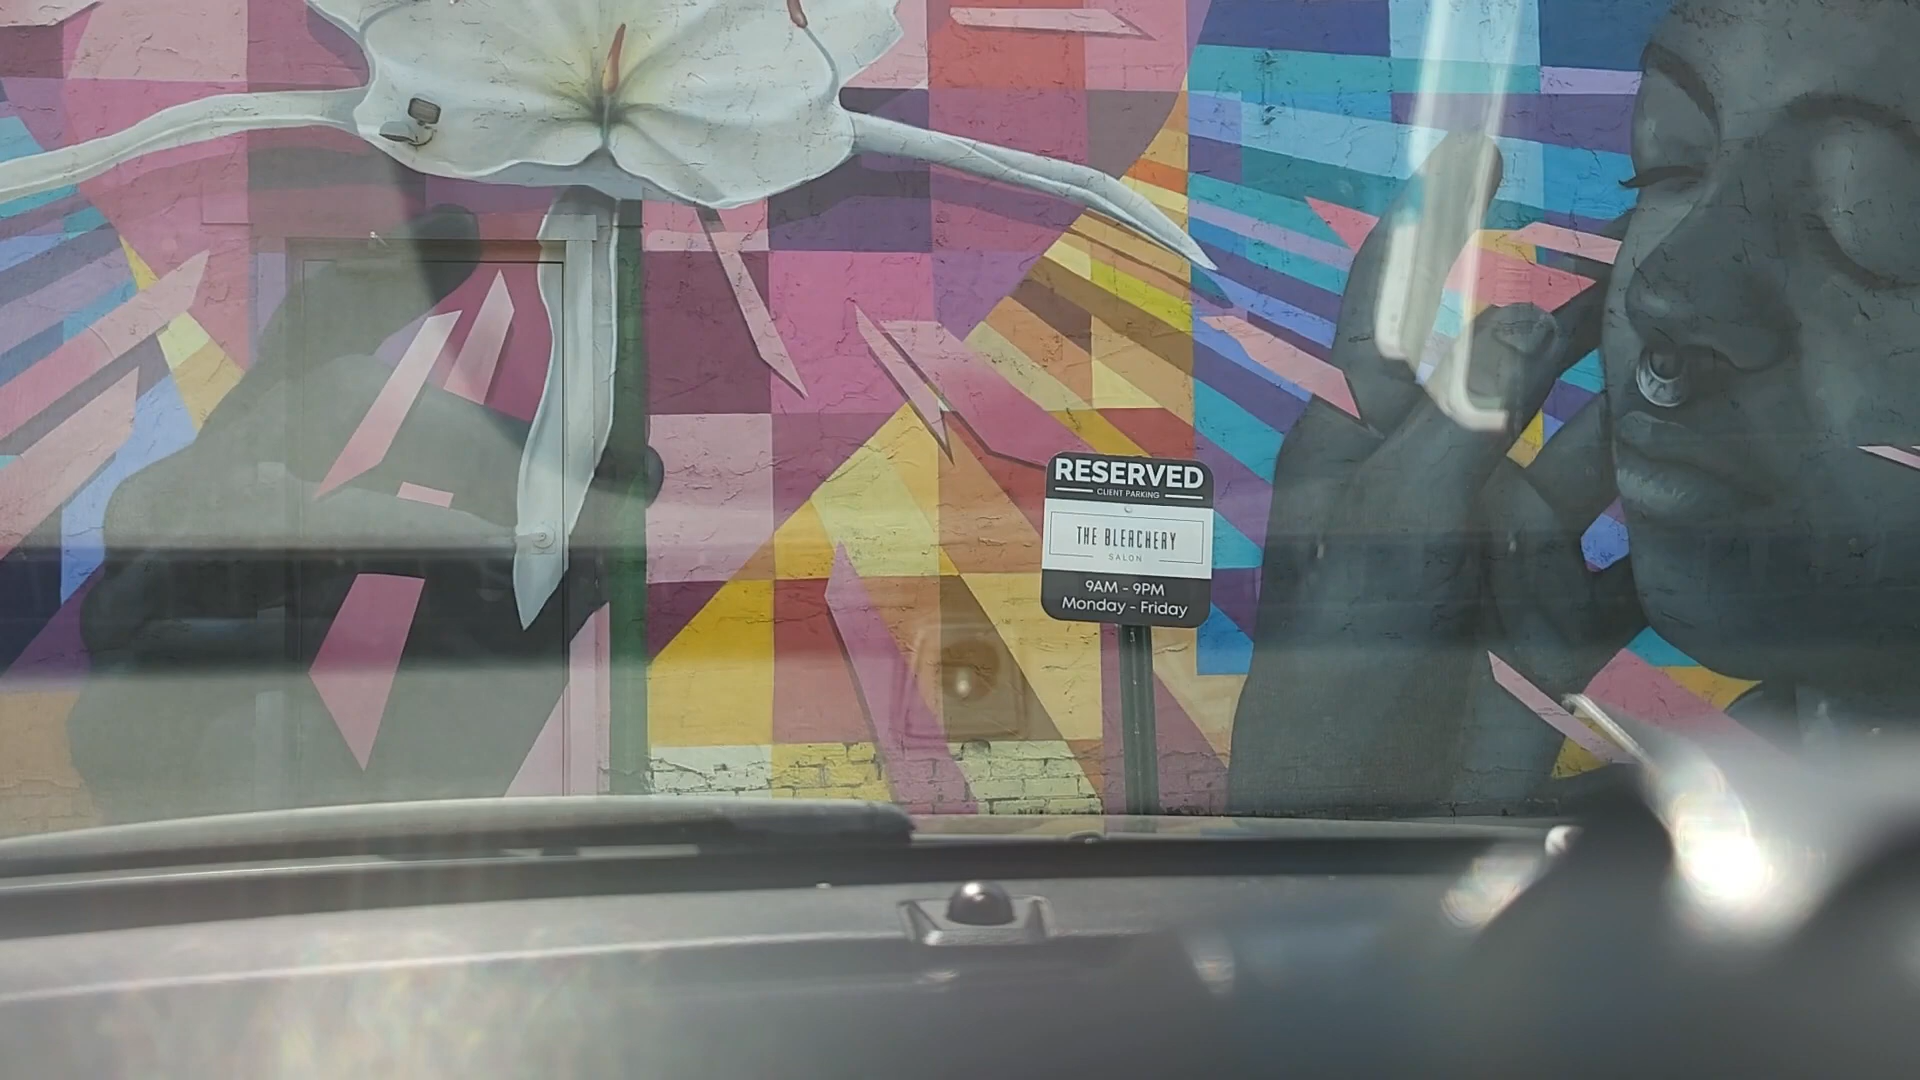 RESERVED
CLIENT PARKING
THE BLEACHERY
SALON
9AM - 9PM
Monday - Friday